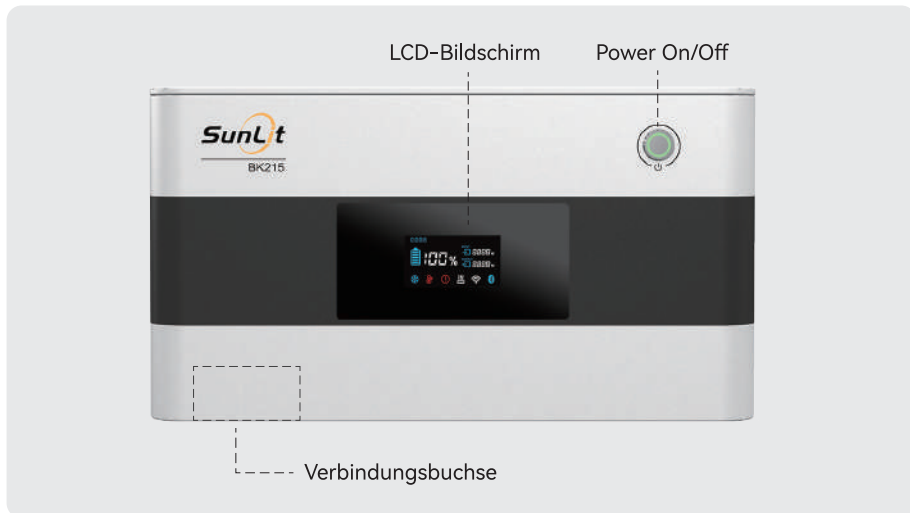 LCD-Bildschirm
Power On/Off
SunLit
BK215
100%
Verbindungsbuchse